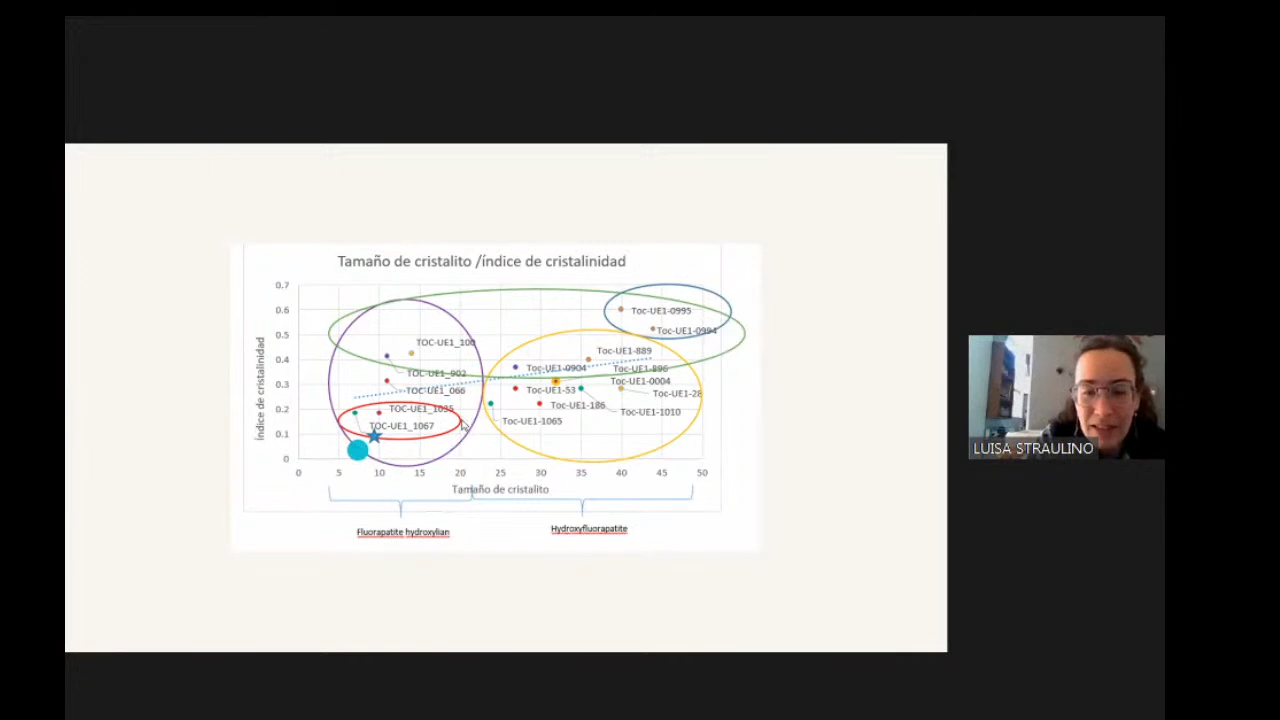 Tamaño de cristalito /índice de cristalinidad
0.7
0.6
0.5
0.4
0.3
0.2
0.1
0
Índice de cristalinidad
Toc-UE1-0995
Toc-UE1-0994
TOC-UE1_100
Toc-UE1-889
Toc-UE1-0904
Toc-UE1-896
TOC-UE1_902
Toc-UE1-0004
TOC-UE1_066
Toc-UE1-53
Toc-UE1-28
TOC-UE1_1035
Toc-UE1-186
Toc-UE1-1010
TOC-UE1_1067
Toc-UE1-1065
0 5 10 15 20 25 30 35 40 45 50
Tamaño de cristalito
Fluorapatite hydroxylian
Hydroxyfluorapatite
LUISA STRAULINO